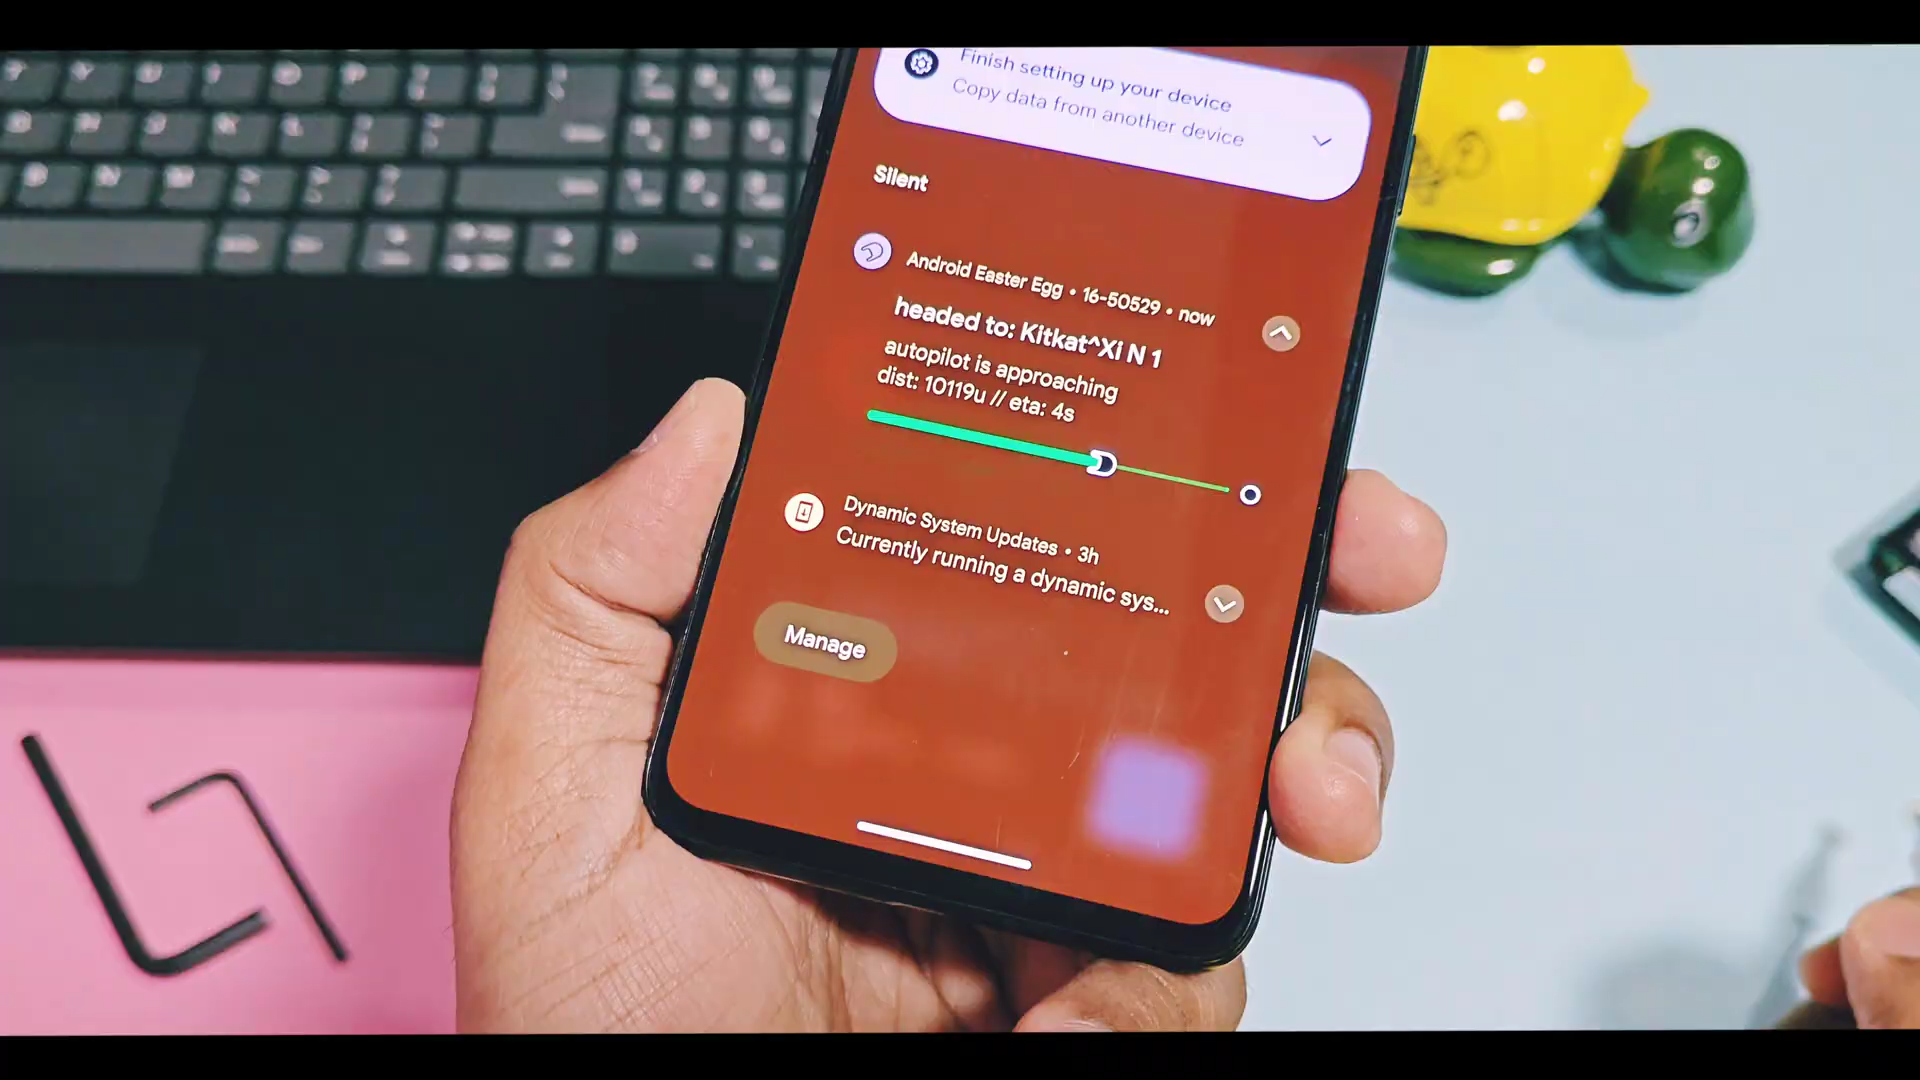 Finish setting up your device
Copy data from another device
Silent
Android Easter Egg • 16-50529 • now
headed to: Kitkat^Xi N 1
autopilot is approaching
dist: 10119u // eta: 4s
Dynamic System Updates • 3h
Currently running a dynamic sys...
Manage